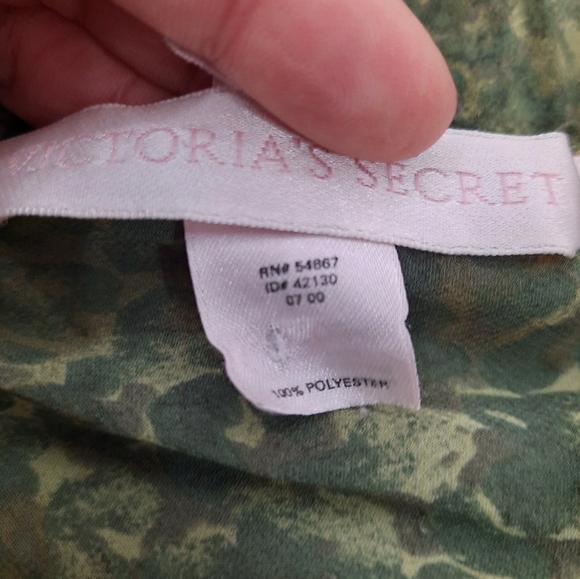 VICTORIA'S SECRET
RN# 54867
ID# 42130
07 00
100% POLYESTER